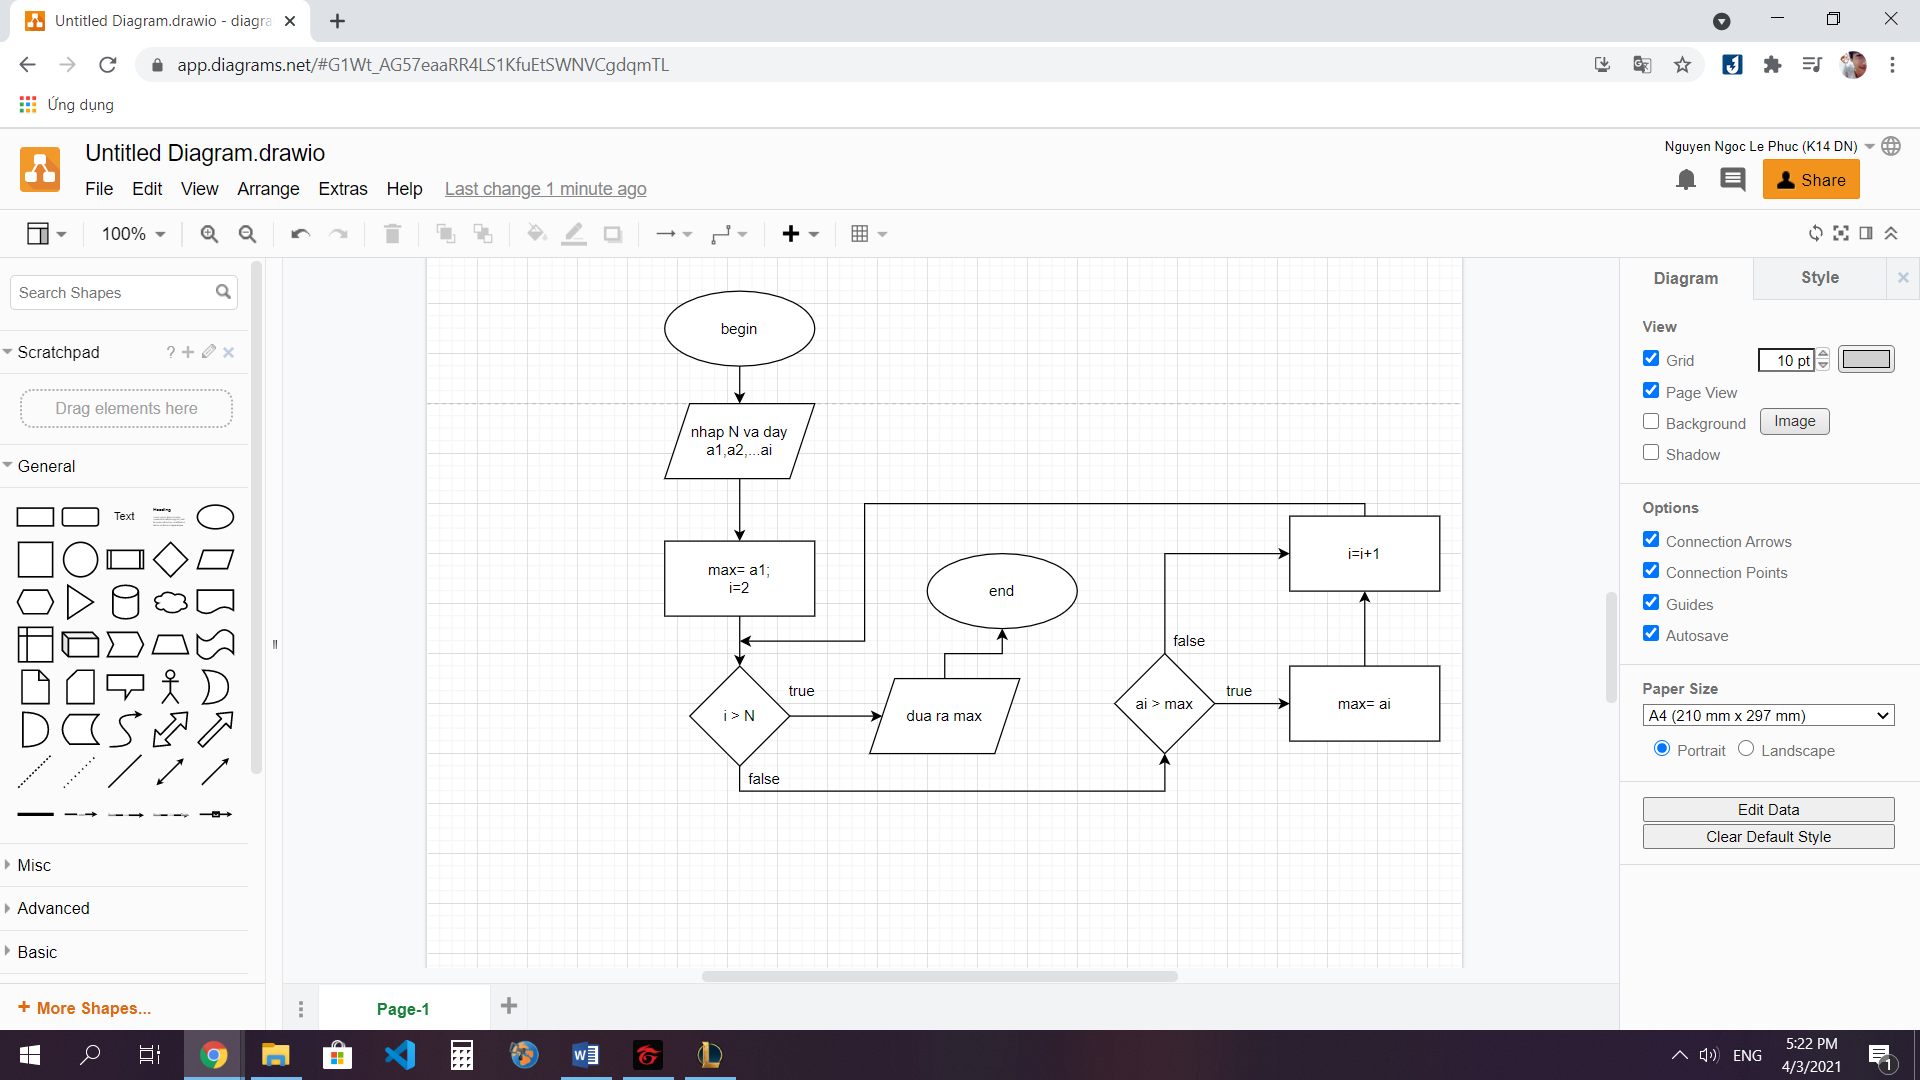 Untitled Diagram.drawio - diagra
app.diagrams.net/#G1Wt_AG57eaaRR4LS1KfuEtSWNVCgdqmTL
Ứng dụng
Untitled Diagram.drawio
File Edit View Arrange Extras Help Last change 1 minute ago
Nguyen Ngoc Le Phuc (K14 DN)
Share
100%
Search Shapes
Scratchpad
?
Drag elements here
General
Text
Heading
Misc
Advanced
Basic
+ More Shapes...
begin
nhap N va day
a1,a2,...ai
max= a1;
i=2
i > N
true
false
dua ra max
end
ai > max
false
true
max= ai
i=i+1
Page-1
Diagram
Style
View
Grid
10 pt
Page View
Background
Image
Shadow
Options
Connection Arrows
Connection Points
Guides
Autosave
Paper Size
A4 (210 mm x 297 mm)
Portrait
Landscape
Edit Data
Clear Default Style
ENG
5:22 PM
4/3/2021
1